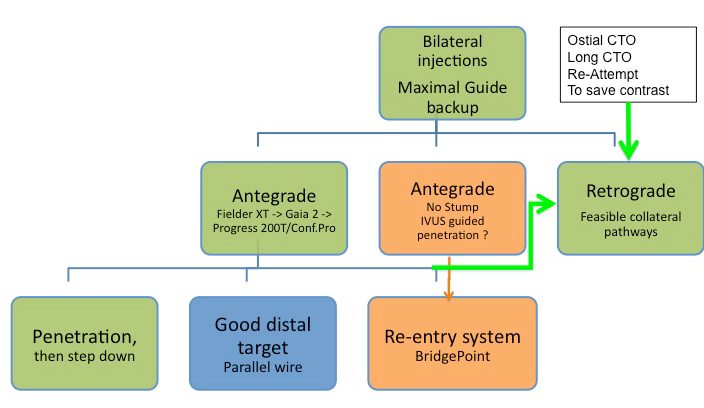 Bilateral
injections
Maximal Guide
backup
Ostial CTO
Long CTO
Re-Attempt
To save contrast
Antegrade
Fielder XT -> Gaia 2 ->
Progress 200T/Conf.Pro
Antegrade
No Stump
IVUS guided
penetration ?
Retrograde
Feasible collateral
pathways
Penetration,
then step down
Good distal
target
Parallel wire
Re-entry system
BridgePoint